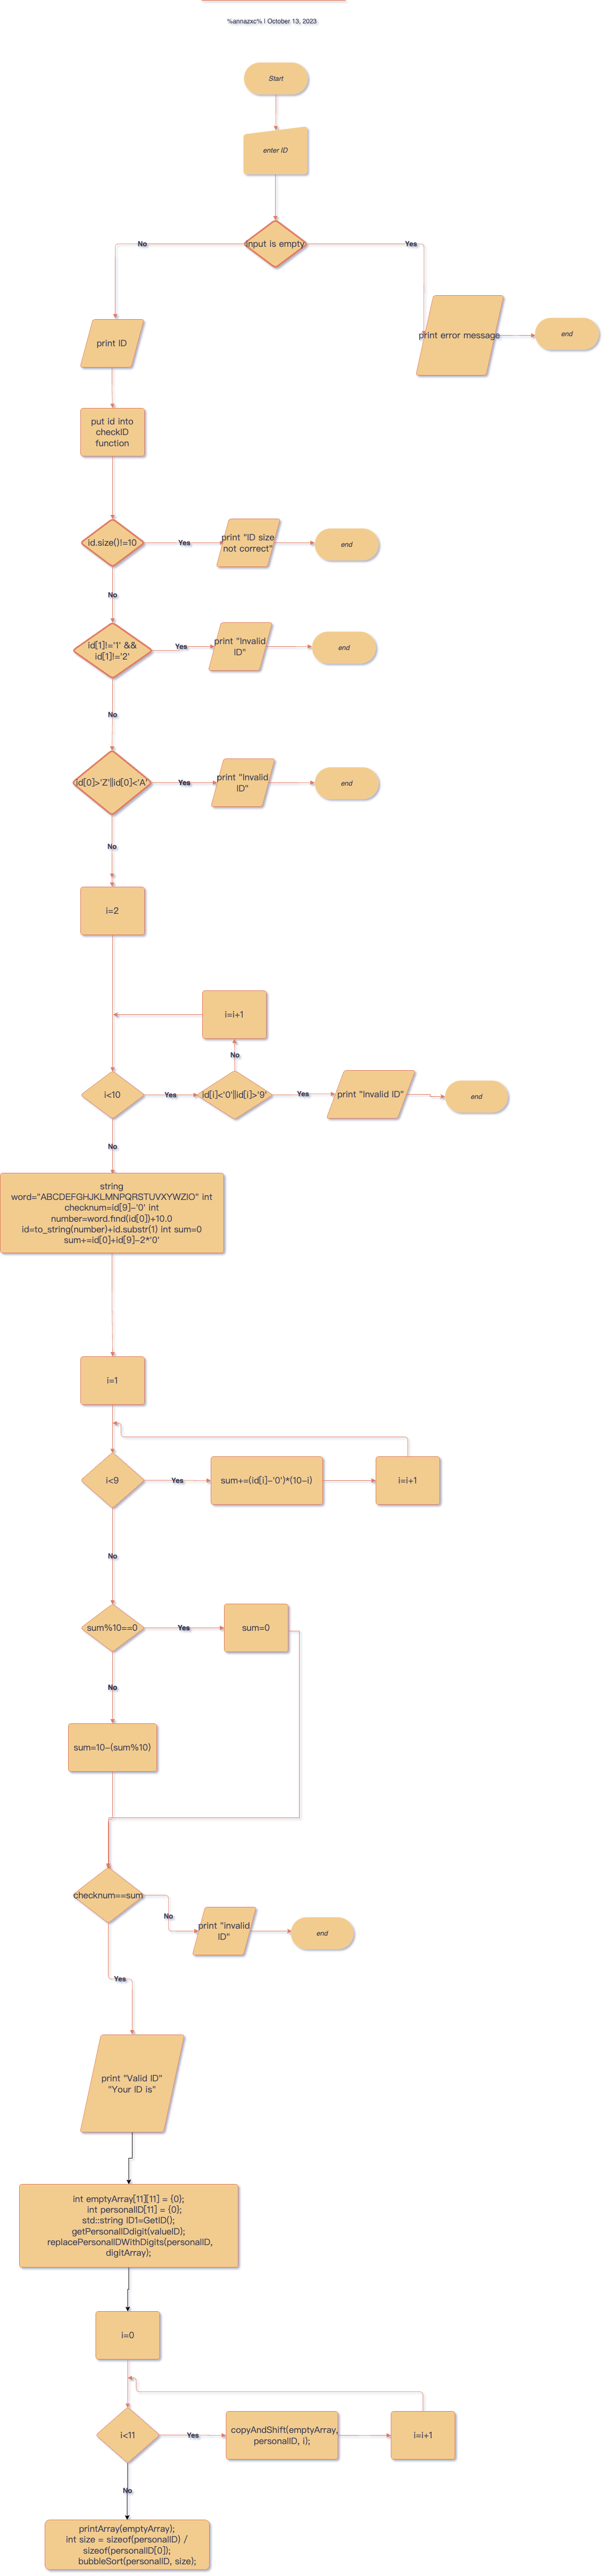 %annazxc% | October 13, 2023
Start
enter ID
input is empty
No
Yes
print ID
print error message
end
put id into
checkID
function
id.size()!=10
Yes
print "ID size
not correct"
end
No
id[1]!='1' &&
id[1]!='2'
Yes
print "Invalid
ID"
end
No
id[0]>'Z'||id[0]<'A'
Yes
print "Invalid
ID"
end
No
i=2
i=i+1
No
i<10
Yes
id[i]<'0'||id[i]>'9'
Yes
print "Invalid ID"
end
No
string
word="ABCDEFGHJKLMNPQRSTUVXYWZIO" int
checknum=id[9]-'0' int
number=word.find(id[0])+10.0
id=to_string(number)+id.substr(1) int sum=0
sum+=id[0]+id[9]-2*'0'
i=1
i<9
Yes
sum+=(id[i]-'0')*(10-i)
i=i+1
No
sum%10==0
Yes
sum=0
No
sum=10-(sum%10)
checknum==sum
No
print "invalid
ID"
end
Yes
print "Valid ID"
"Your ID is"
int emptyArray[11][11] = {0};
int personalID[11] = {0};
std::string ID1=GetID();
getPersonalIDdigit(valueID);
replacePersonalIDWithDigits(personalID,
digitArray);
i=0
i<11
Yes
copyAndShift(emptyArray,
personalID, i);
i=i+1
No
printArray(emptyArray);
int size = sizeof(personalID) /
sizeof(personalID[0]);
bubbleSort(personalID, size);